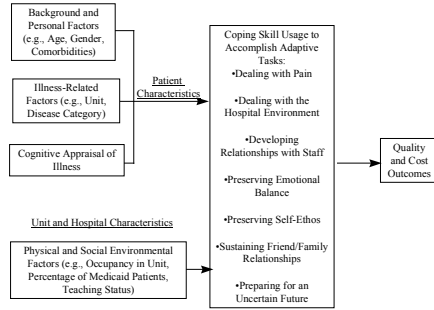 Background and
Personal Factors
(e.g., Age, Gender,
Comorbidities)
Illness-Related
Factors (e.g., Unit,
Disease Category)
Cognitive Appraisal of
Illness
Patient
Characteristics
Unit and Hospital Characteristics
Physical and Social Environmental
Factors (e.g., Occupancy in Unit,
Percentage of Medicaid Patients,
Teaching Status)
Coping Skill Usage to
Accomplish Adaptive
Tasks:
•Dealing with Pain
•Dealing with the
Hospital Environment
•Developing
Relationships with Staff
•Preserving Emotional
Balance
•Preserving Self-Ethos
•Sustaining Friend/Family
Relationships
•Preparing for an
Uncertain Future
Quality
and Cost
Outcomes